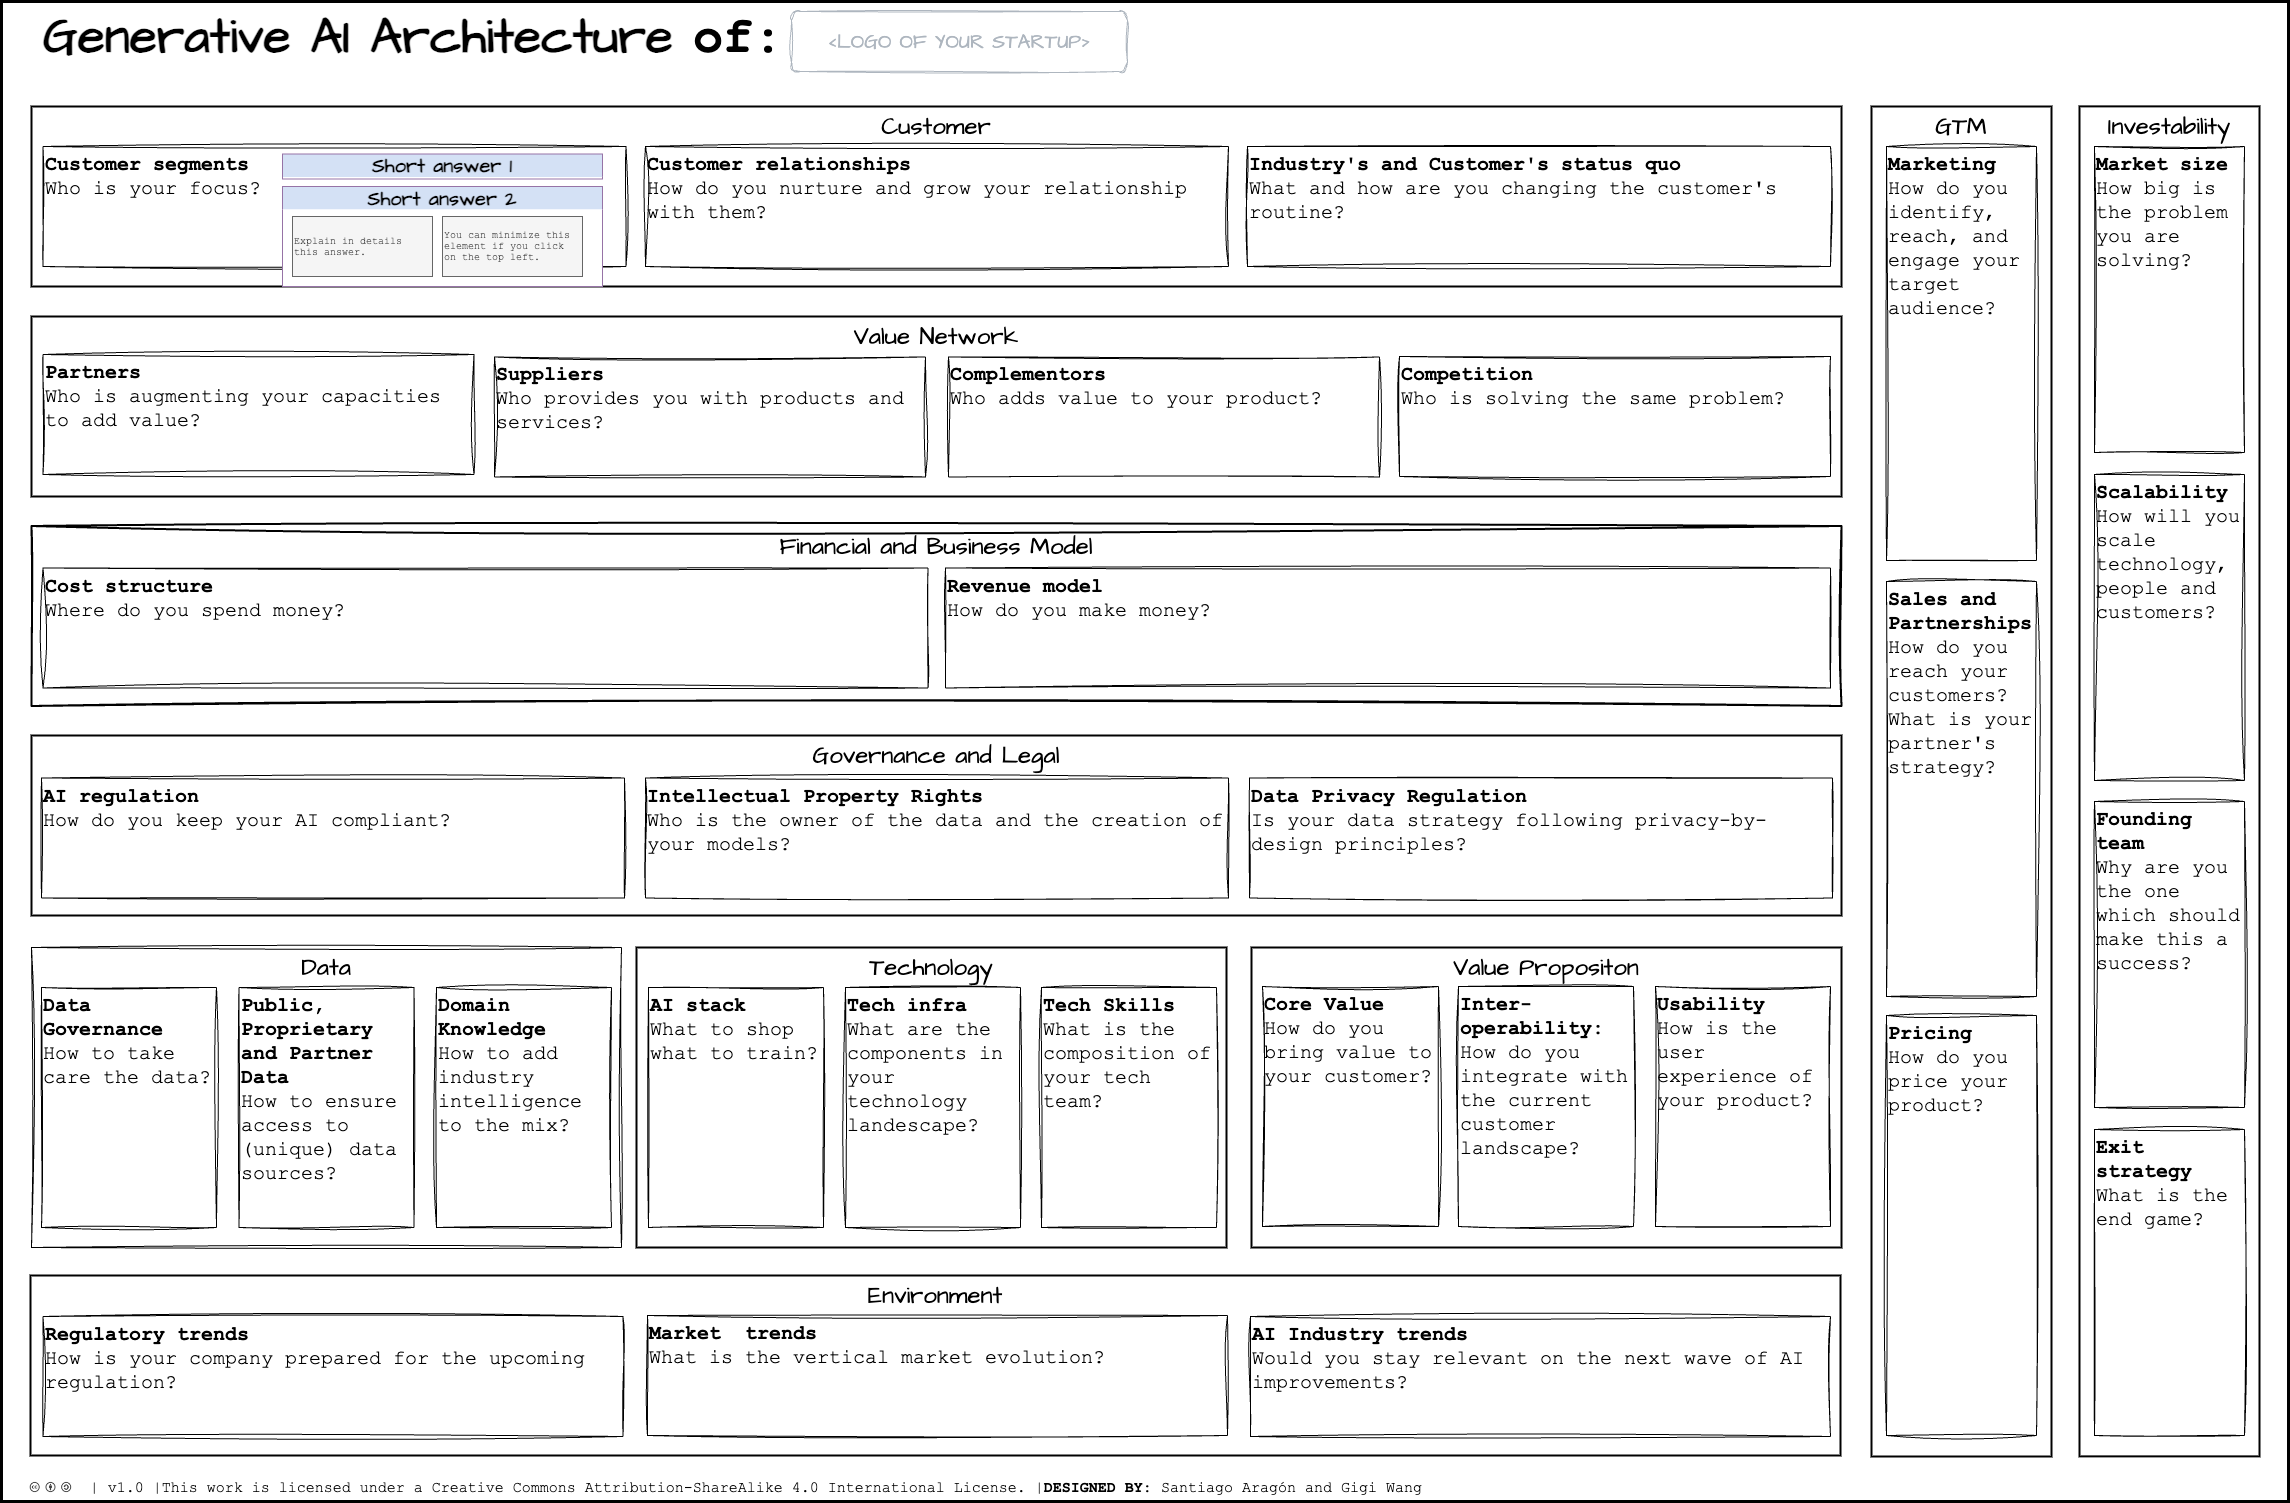 Generative AI Architecture of:
<LOGO OF YOUR STARTUP>
Customer
Customer segments
Who is your focus?
Short answer 1
Short answer 2
Explain in details
this answer.
You can minimize this
element if you click
on the top left.
Customer relationships
How do you nurture and grow your relationship
with them?
Industry's and Customer's status quo
What and how are you changing the customer's
routine?
Value Network
Partners
Who is augmenting your capacities
to add value?
Suppliers
Who provides you with products and
services?
Complementors
Who adds value to your product?
Competition
Who is solving the same problem?
Financial and Business Model
Cost structure
Where do you spend money?
Revenue model
How do you make money?
Governance and Legal
AI regulation
How do you keep your AI compliant?
Intellectual Property Rights
Who is the owner of the data and the creation of
your models?
Data Privacy Regulation
Is your data strategy following privacy-by-
design principles?
Data
Data
Governance
How to take
care the data?
Public,
Proprietary
and Partner
Data
How to ensure
access to
(unique) data
sources?
Domain
Knowledge
How to add
industry
intelligence
to the mix?
Technology
AI stack
What to shop
what to train?
Tech infra
What are the
components in
your
technology
landescape?
Tech Skills
What is the
composition of
your tech
team?
Value Propositon
Core Value
How do you
bring value to
your customer?
Inter-
operability:
How do you
integrate with
the current
customer
landscape?
Usability
How is the
user
experience of
your product?
Environment
Regulatory trends
How is your company prepared for the upcoming
regulation?
Market  trends
What is the vertical market evolution?
AI Industry trends
Would you stay relevant on the next wave of AI
improvements?
GTM
Marketing
How do you
identify,
reach, and
engage your
target
audience?
Sales and
Partnerships
How do you
reach your
customers?
What is your
partner's
strategy?
Pricing
How do you
price your
product?
Investability
Market size
How big is
the problem
you are
solving?
Scalability
How will you
scale
technology,
people and
customers?
Founding
team
Why are you
the one
which should
make this a
success?
Exit
strategy
What is the
end game?
| v1.0 |This work is licensed under a Creative Commons Attribution-ShareAlike 4.0 International License. |DESIGNED BY: Santiago Aragón and Gigi Wang